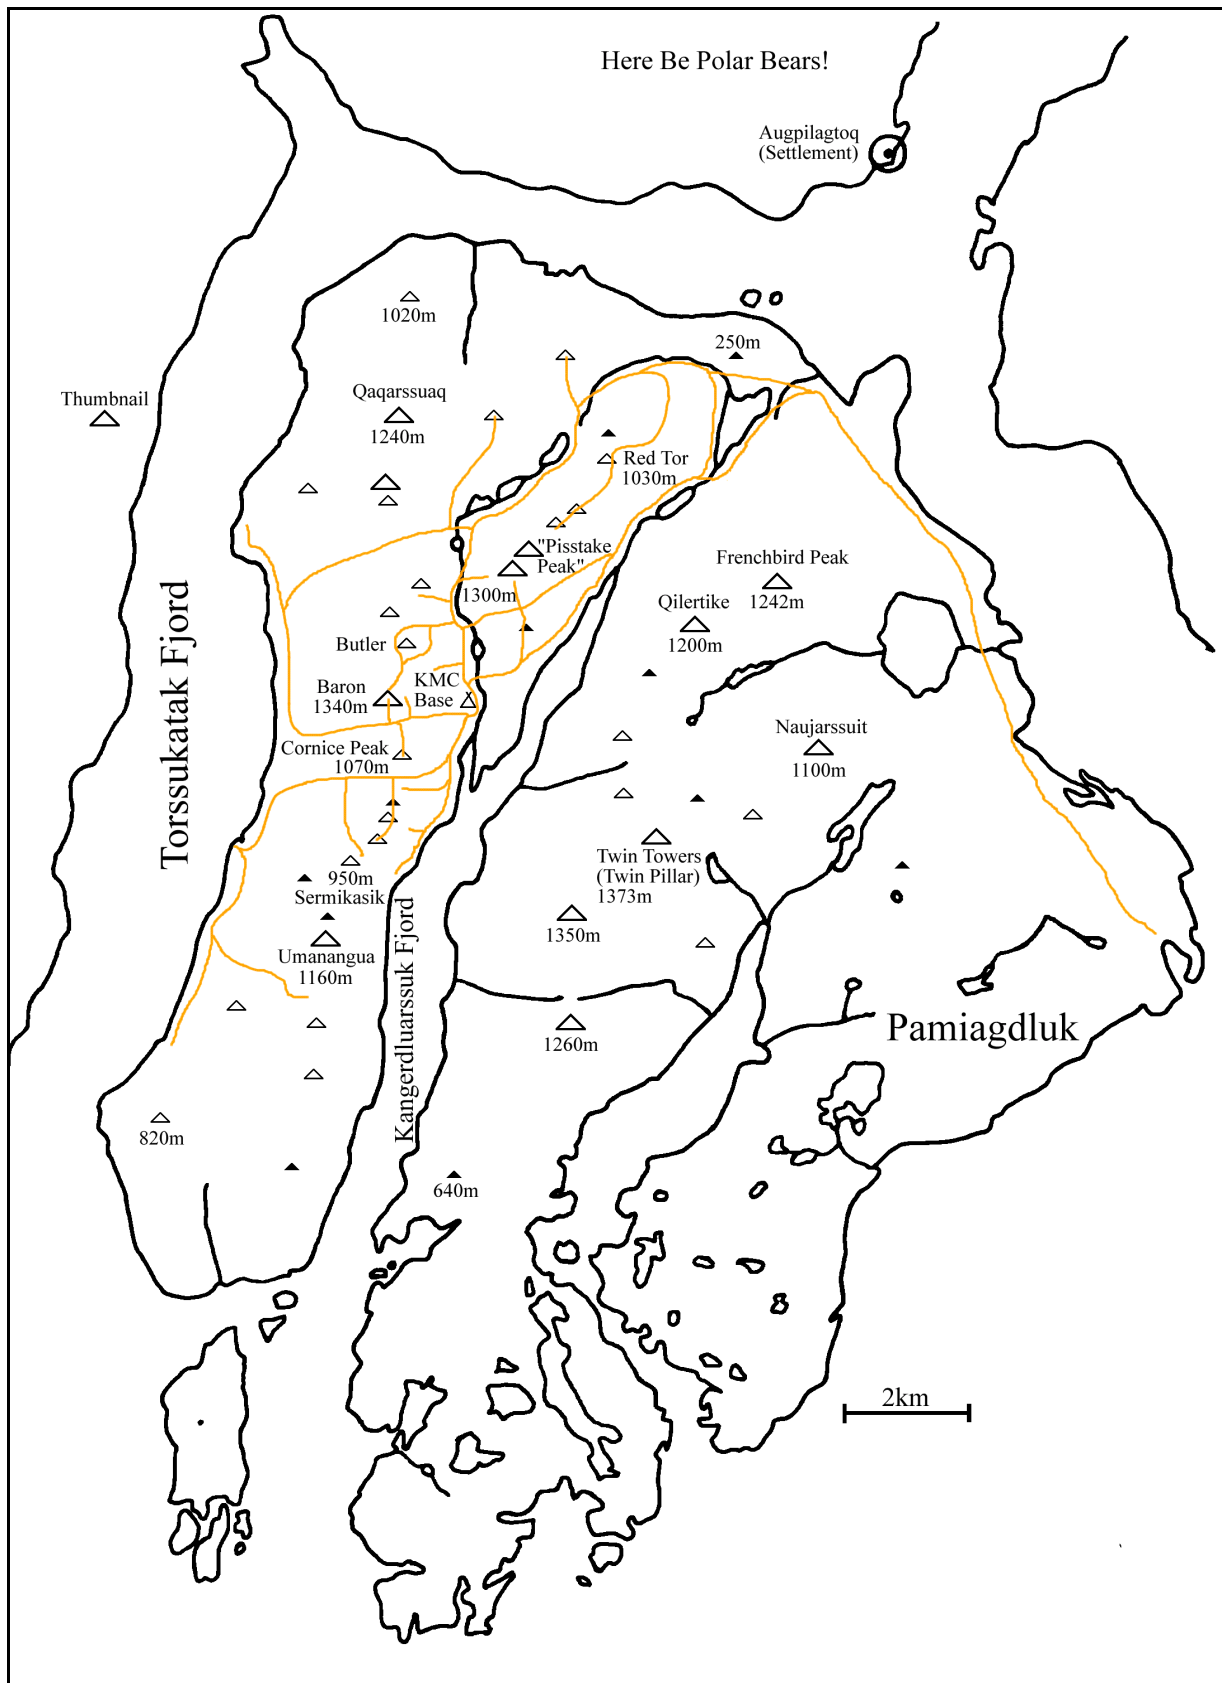 Here Be Polar Bears!
Augpilagtoq
(Settlement)
1020m
250m
Thumbnail
Qaqarssuaq
1240m
Red Tor
1030m
"Pisstake
Peak"
1300m
Frenchbird Peak
1242m
Qilertike
1200m
Butler
Baron
1340m
KMC
Base
Torssukatak Fjord
Naujarssuit
1100m
Cornice Peak
1070m
Twin Towers
(Twin Pillar)
1373m
950m
Sermikasik
1350m
Umanangua
1160m
Kangerdluarssuk Fjord
Pamiagdluk
1260m
820m
640m
2km